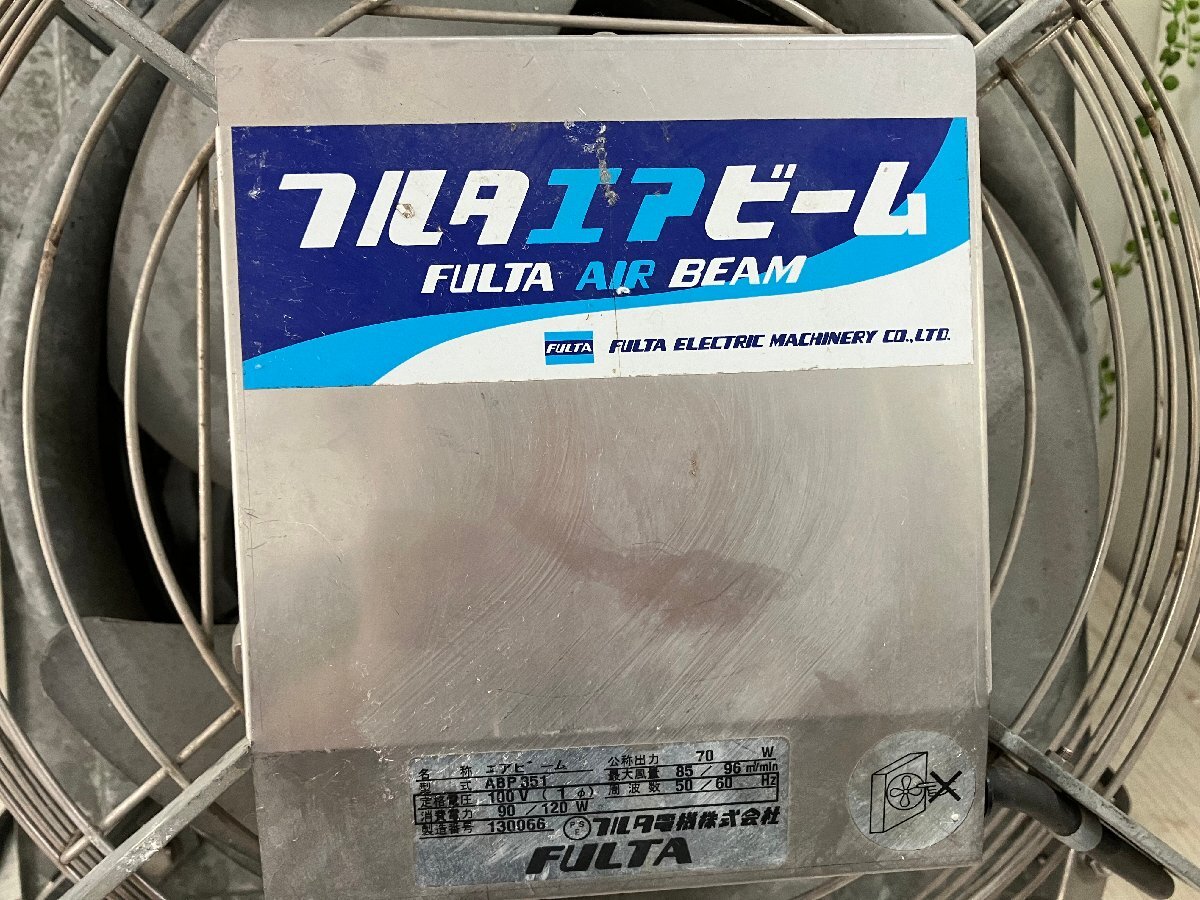 フルタエアビーム
FULTA AIR BEAM
FULTA FULTA ELECTRIC MACHINERY CO.,LTD.
名称 エアビーム 公称出力 70 W
型式 ABP351 最大風量 85/96 m³/min
定格電圧 100V 1φ 周波数 50/60 Hz
消費電力 90/120 W
製造番号 130066 PSE フルタ電機株式会社
FULTA